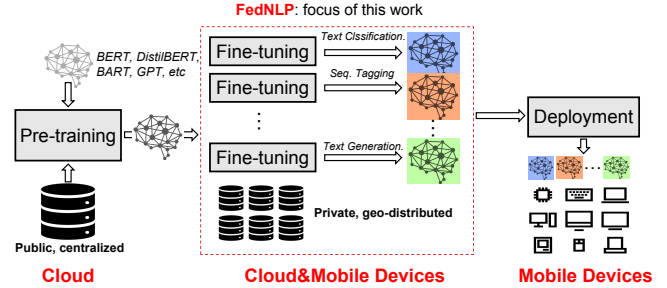 FedNLP: focus of this work
BERT, DistilBERT,
BART, GPT, etc
Pre-training
Public, centralized
Cloud
Fine-tuning
Text Clssification.
Fine-tuning
Seq. Tagging
Fine-tuning
Text Generation.
Private, geo-distributed
Cloud&Mobile Devices
Deployment
Mobile Devices